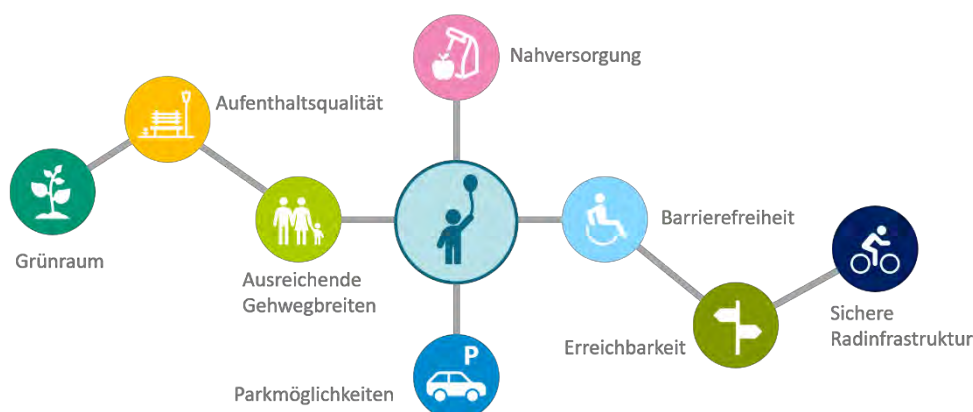 Nahversorgung
Aufenthaltsqualität
Grünraum
Ausreichende
Gehwegbreiten
Barrierefreiheit
Sichere
Radinfrastruktur
Erreichbarkeit
P
Parkmöglichkeiten